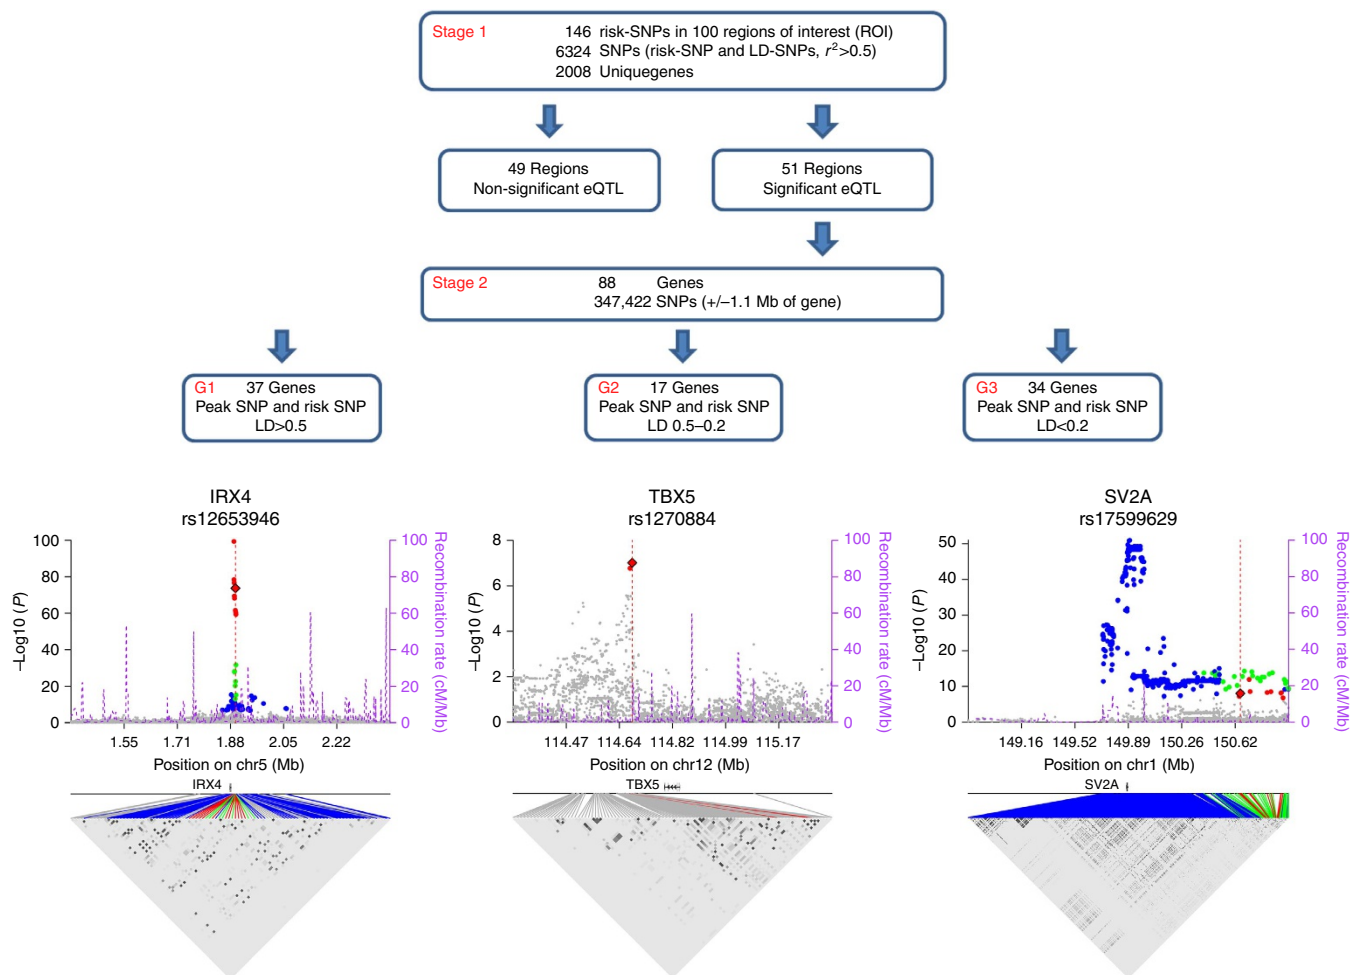 Stage 1
146 risk-SNPs in 100 regions of interest (ROI)
6324 SNPs (risk-SNP and LD-SNPs, r²>0.5)
2008 Uniquegenes
49 Regions
Non-significant eQTL
51 Regions
Significant eQTL
Stage 2
88 Genes
347,422 SNPs (+/−1.1 Mb of gene)
G1 37 Genes
Peak SNP and risk SNP
LD>0.5
G2 17 Genes
Peak SNP and risk SNP
LD 0.5–0.2
G3 34 Genes
Peak SNP and risk SNP
LD<0.2
IRX4
rs12653946
100
80
60
40
20
0
−Log10 (P)
100
80
60
40
20
0
Recombination rate (cM/Mb)
1.55 1.71 1.88 2.05 2.22
Position on chr5 (Mb)
IRX4
TBX5
rs1270884
8
6
4
2
0
−Log10 (P)
100
80
60
40
20
0
Recombination rate (cM/Mb)
114.47 114.64 114.82 114.99 115.17
Position on chr12 (Mb)
TBX5
SV2A
rs17599629
50
40
30
20
10
0
−Log10 (P)
100
80
60
40
20
0
Recombination rate (cM/Mb)
149.16 149.52 149.89 150.26 150.62
Position on chr1 (Mb)
SV2A